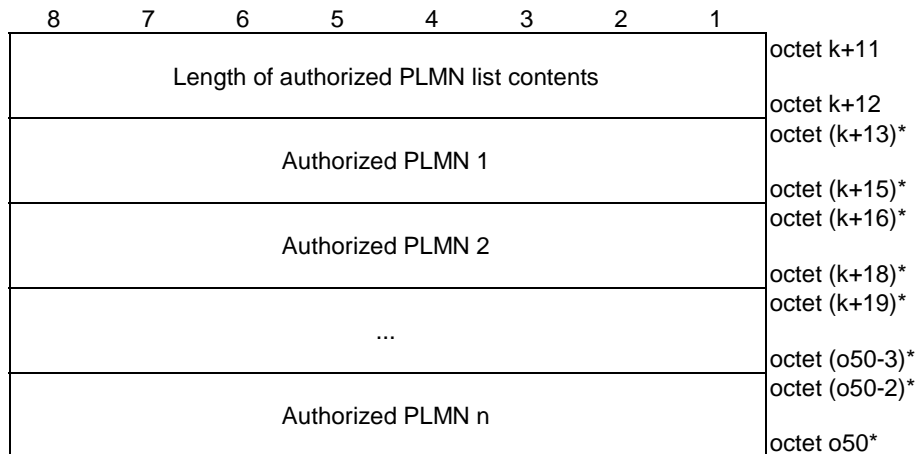 8 7 6 5 4 3 2 1
octet k+11
Length of authorized PLMN list contents
octet k+12
octet (k+13)*
Authorized PLMN 1
octet (k+15)*
octet (k+16)*
Authorized PLMN 2
octet (k+18)*
octet (k+19)*
...
octet (o50-3)*
octet (o50-2)*
Authorized PLMN n
octet o50*